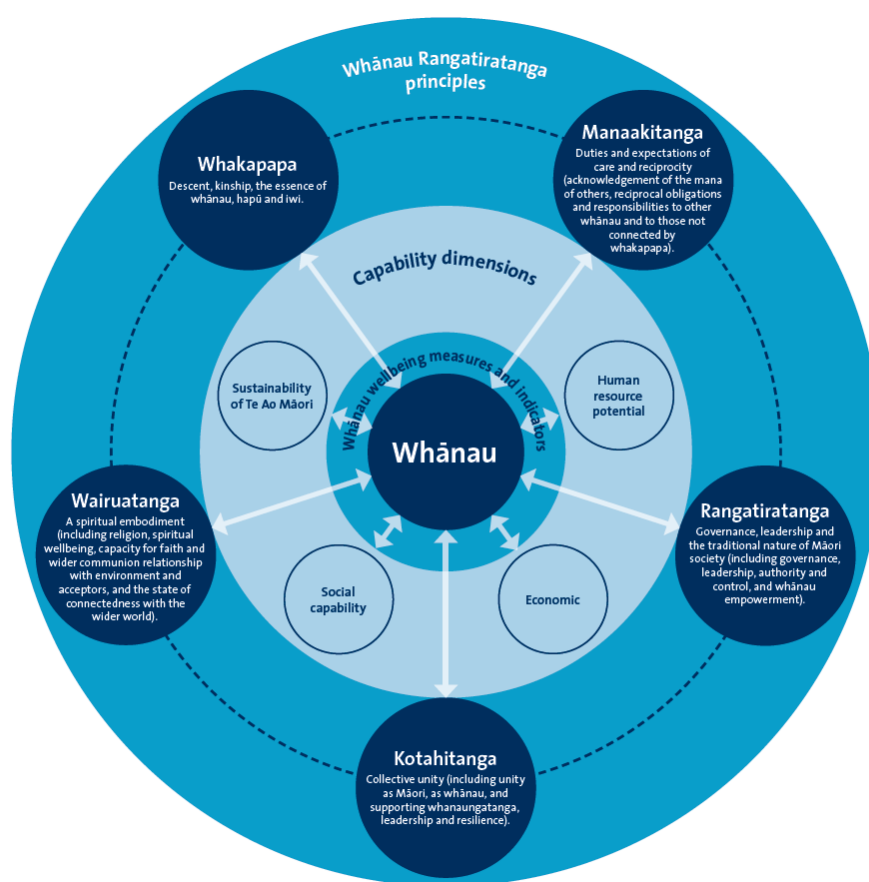 Whānau Rangatiratanga
principles
Whakapapa
Descent, kinship, the essence of
whānau, hapū and iwi.
Manaakitanga
Duties and expectations of
care and reciprocity
(acknowledgement of the mana
of others, reciprocal obligations
and responsibilities to other
whānau and to those not
connected by
whakapapa).
Capability dimensions
Sustainability
of Te Ao Māori
Human
resource
potential
Whānau wellbeing measures and indicators
Whānau
Wairuatanga
A spiritual embodiment
(including religion, spiritual
wellbeing, capacity for faith and
wider communion relationship
with environment and
acceptors, and the state of
connectedness with the
wider world).
Rangatiratanga
Governance, leadership and
the traditional nature of Māori
society (including governance,
leadership, authority and
control, and whānau
empowerment).
Social
capability
Economic
Kotahitanga
Collective unity (including unity
as Māori, as whānau, and
supporting whanaungatanga,
leadership and resilience).